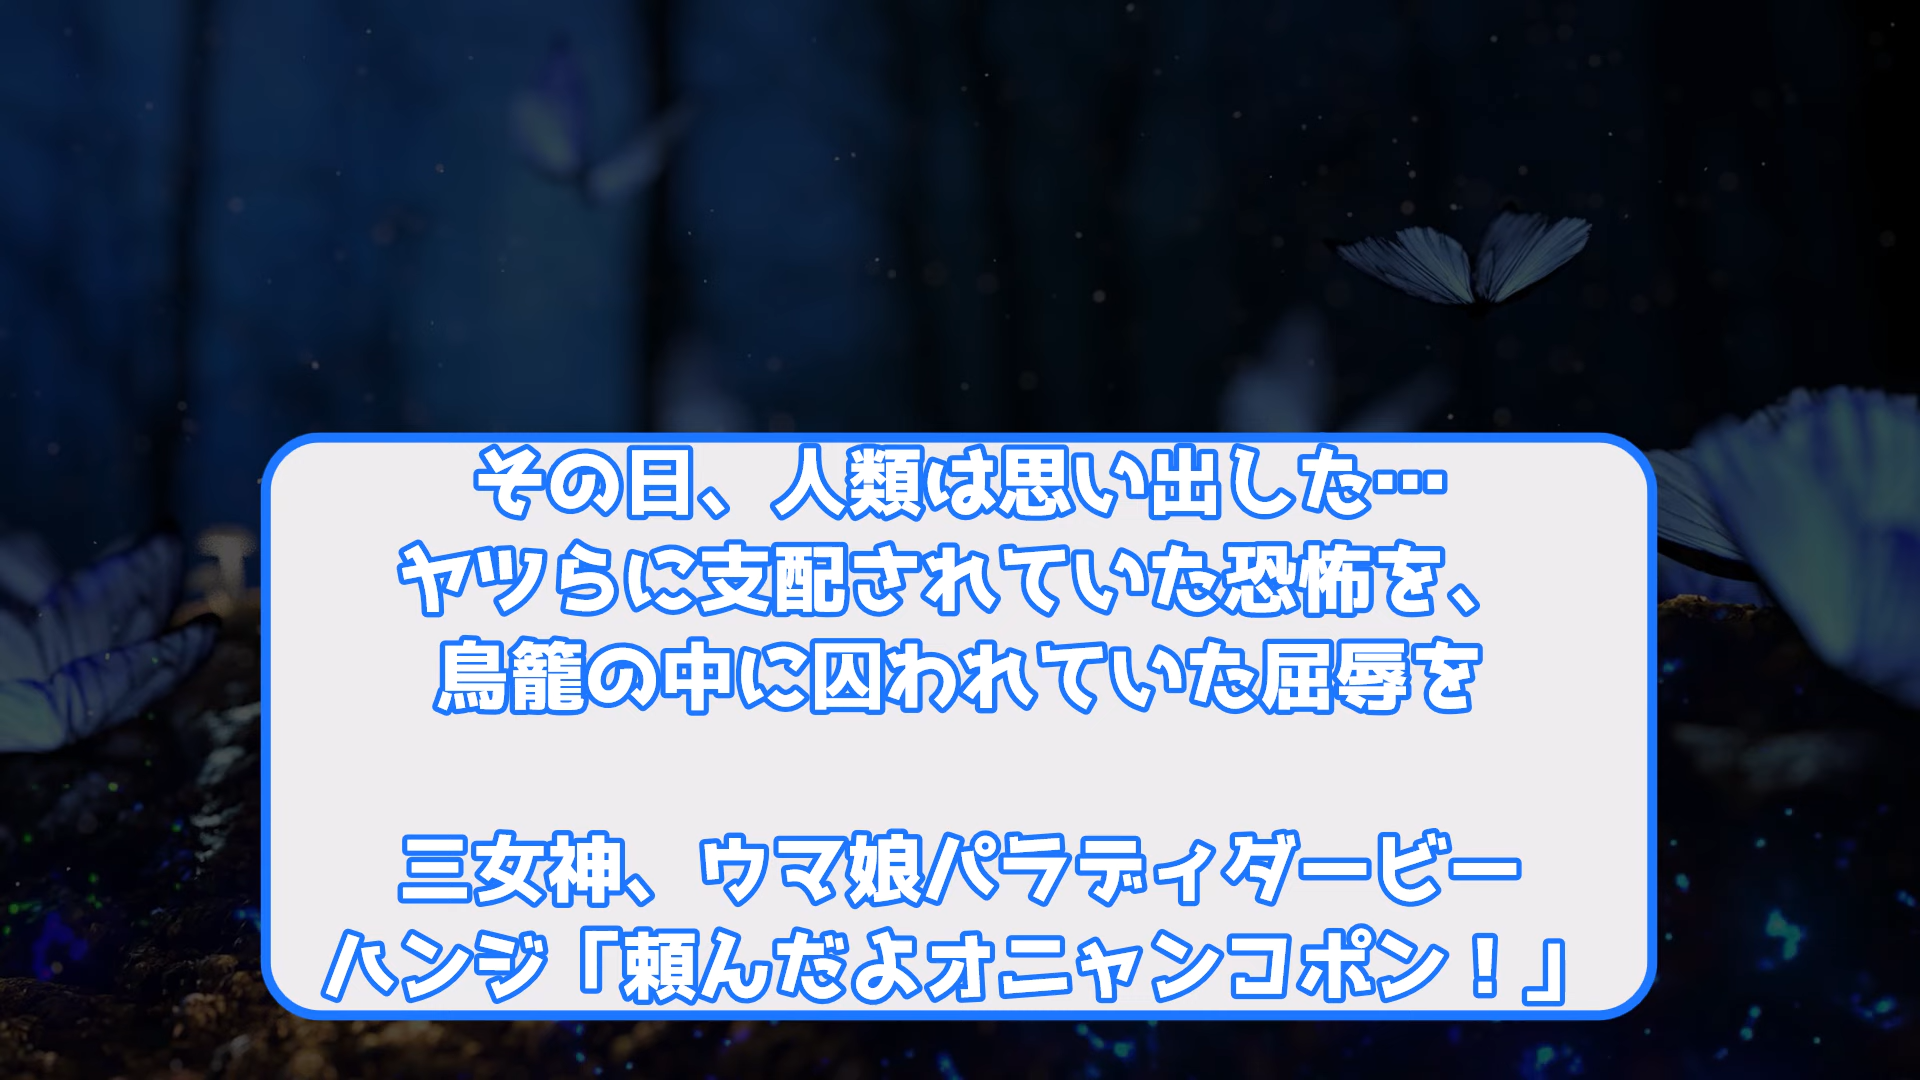 その日、人類は思い出した…
ヤツらに支配されていた恐怖を、
鳥籠の中に囚われていた屈辱を
三女神、ウマ娘パラディダービー
ハンジ「頼んだよオニャンコポン！」